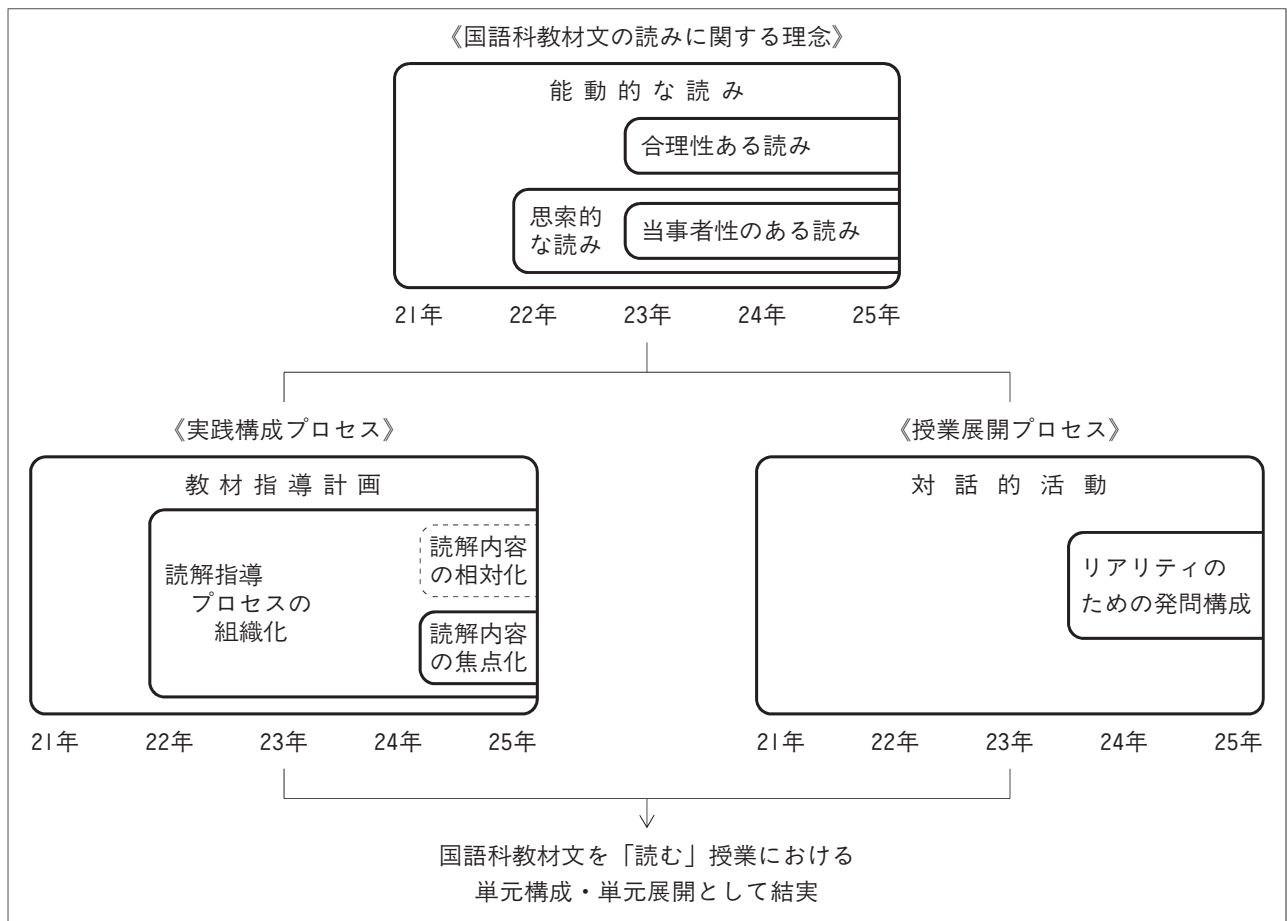 《国語科教材文の読みに関する理念》
能動的な読み
合理性ある読み
思索的
な読み
当事者性のある読み
21年 22年 23年 24年 25年
《実践構成プロセス》
教材指導計画
読解内容
の相対化
読解指導
プロセスの
組織化
読解内容
の焦点化
21年 22年 23年 24年 25年
《授業展開プロセス》
対話的活動
リアリティの
ための発問構成
21年 22年 23年 24年 25年
国語科教材文を「読む」授業における
単元構成・単元展開として結実